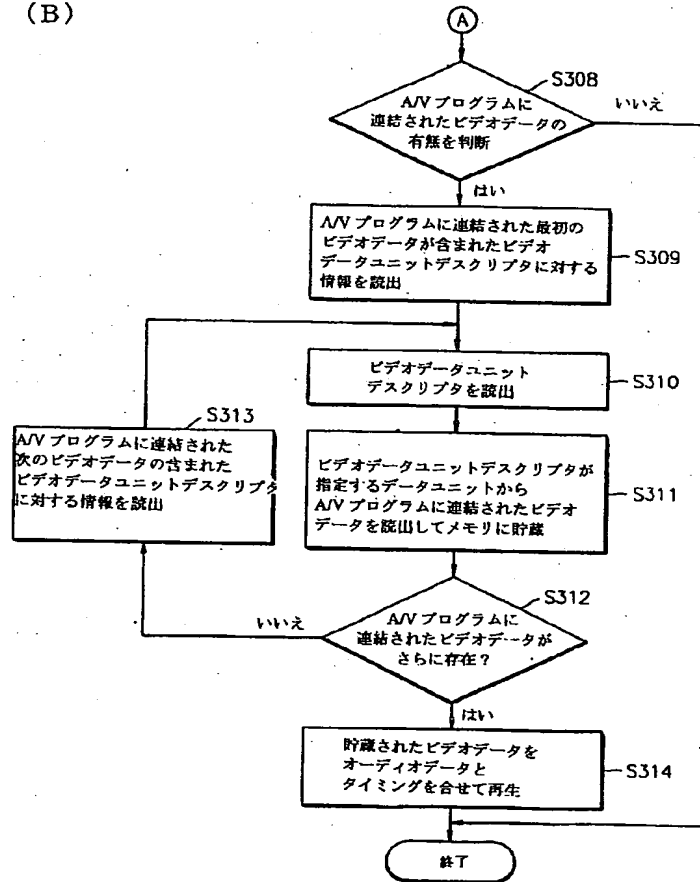 (B)
A
S308
A/V プログラムに
連結されたビデオデータの
有無を判断
いいえ
はい
A/V プログラムに連結された最初の
ビデオデータが含まれたビデオ
データユニットデスクリプタに対する
情報を読出
S309
ビデオデータユニット
デスクリプタを読出
S310
S313
A/V プログラムに連結された
次のビデオデータの含まれた
ビデオデータユニットデスクリプタ
に対する情報を読出
ビデオデータユニットデスクリプタが
指定するデータユニットから
A/V プログラムに連結されたビデオ
データを読出してメモリに貯蔵
S311
S312
A/V プログラムに
連結されたビデオデータが
さらに存在?
いいえ
はい
貯蔵されたビデオデータを
オーディオデータと
タイミングを合せて再生
S314
終了